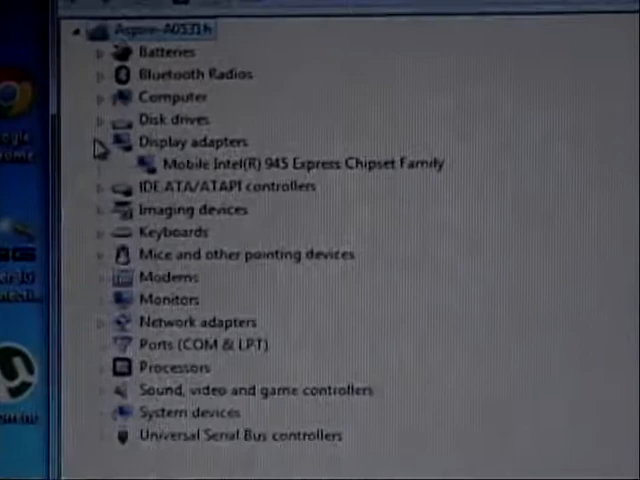 Aspire-AO531h
Batteries
Bluetooth Radios
Computer
Disk drives
Display adapters
Mobile Intel(R) 945 Express Chipset Family
IDE ATA/ATAPI controllers
Imaging devices
Keyboards
Mice and other pointing devices
Modems
Monitors
Network adapters
Ports (COM & LPT)
Processors
Sound, video and game controllers
System devices
Universal Serial Bus controllers